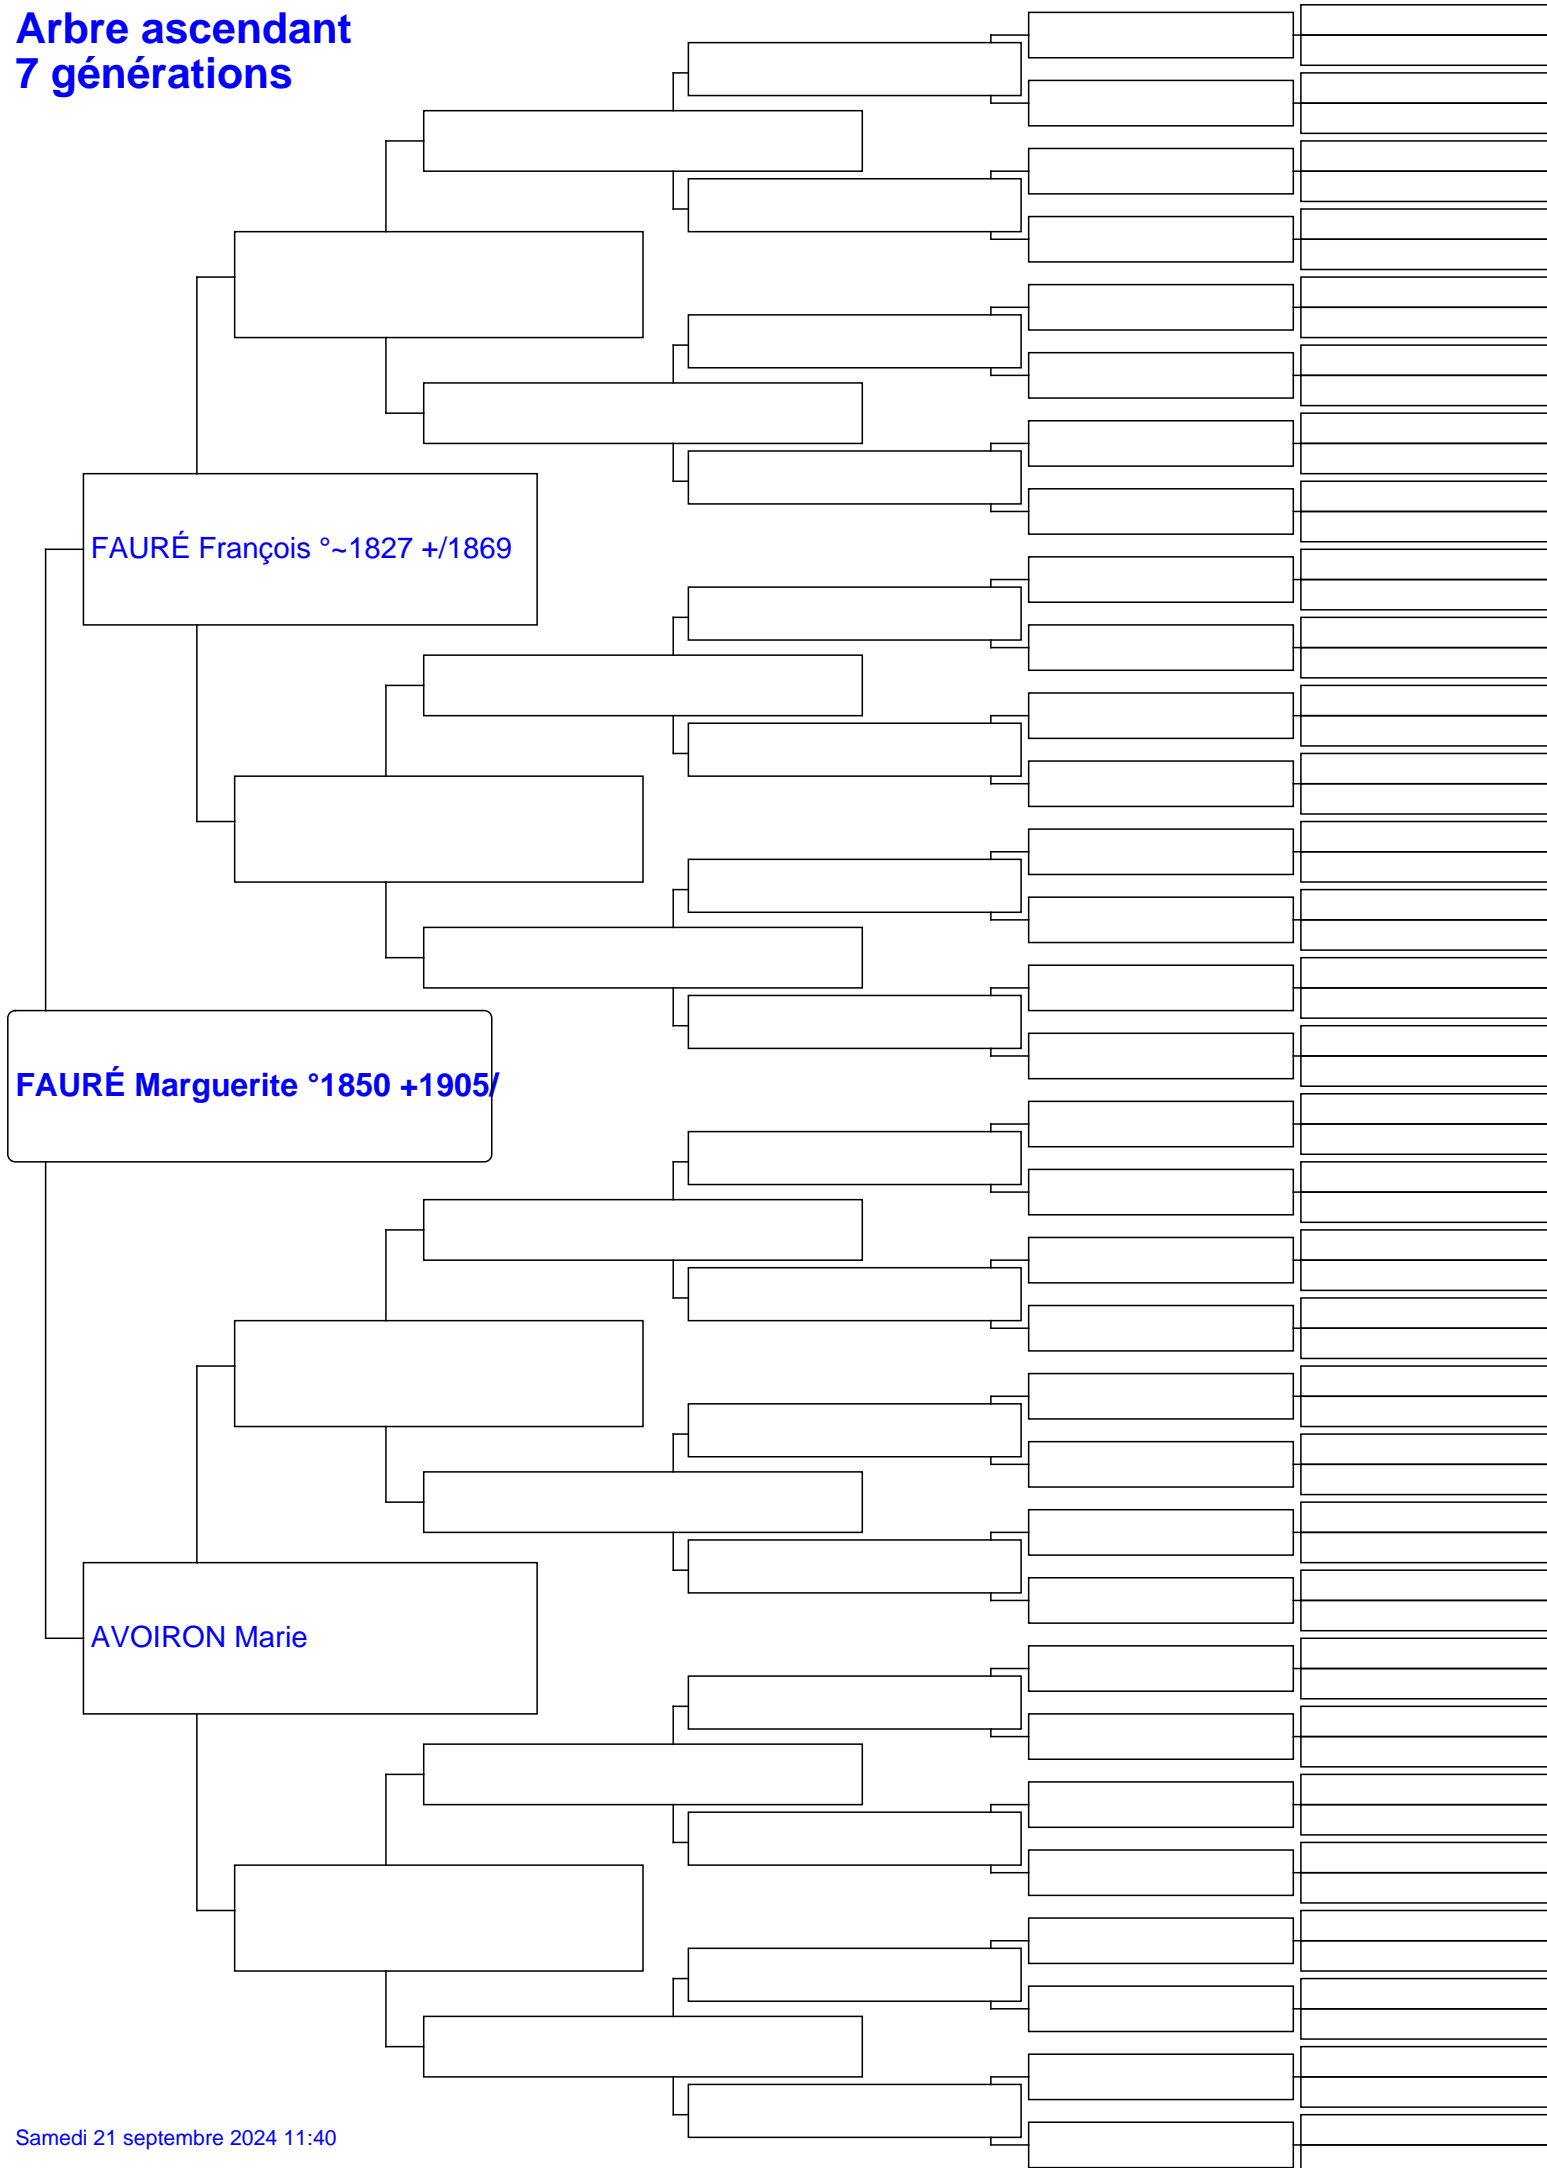 Arbre ascendant
7 générations
FAURÉ François °~1827 +/1869
FAURÉ Marguerite °1850 +1905/
AVOIRON Marie
Samedi 21 septembre 2024 11:40